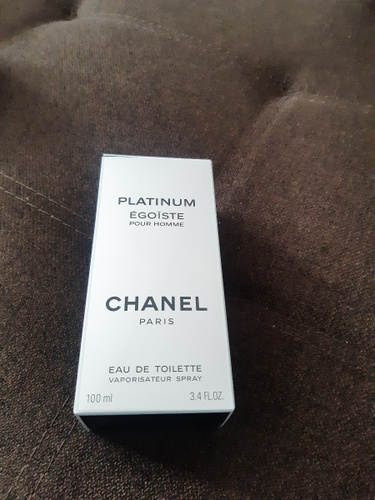 PLATINUM
ÉGOÏSTE
POUR HOMME
CHANEL
PARIS
EAU DE TOILETTE
VAPORISATEUR SPRAY
100 ml 3.4 FL.OZ.